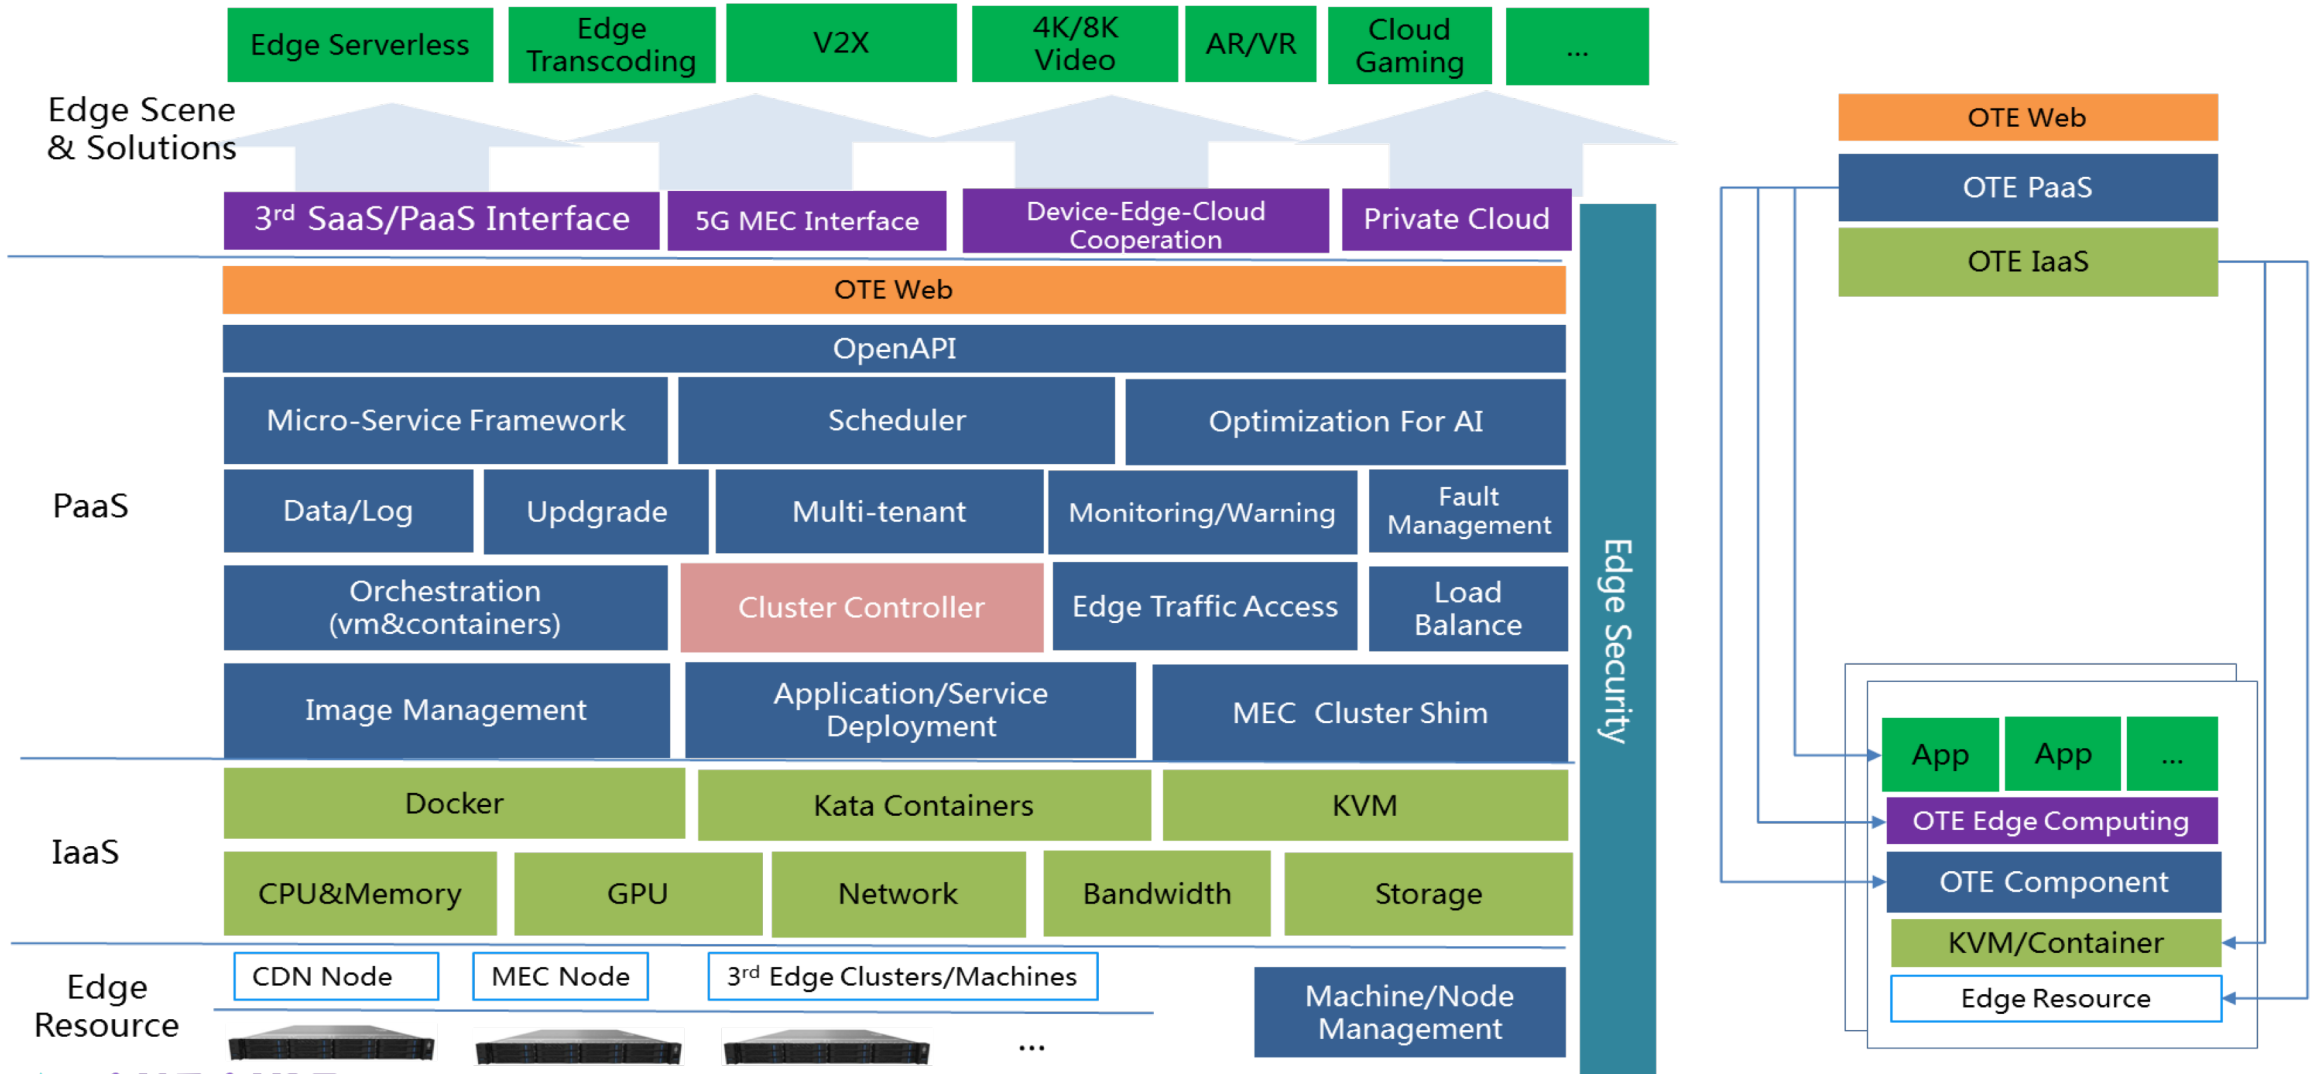 Edge Serverless
Edge
Transcoding
V2X
4K/8K
Video
AR/VR
Cloud
Gaming
...
Edge Scene
& Solutions
3rd SaaS/PaaS Interface
5G MEC Interface
Device-Edge-Cloud
Cooperation
Private Cloud
PaaS
OTE Web
OpenAPI
Micro-Service Framework
Scheduler
Optimization For AI
Data/Log
Updgrade
Multi-tenant
Monitoring/Warning
Fault
Management
Orchestration
(vm&containers)
Cluster Controller
Edge Traffic Access
Load
Balance
Image Management
Application/Service
Deployment
MEC Cluster Shim
IaaS
Docker
Kata Containers
KVM
CPU&Memory
GPU
Network
Bandwidth
Storage
Edge
Resource
CDN Node
MEC Node
3rd Edge Clusters/Machines
...
Machine/Node
Management
Edge Security
OTE Web
OTE PaaS
OTE IaaS
App
App
...
OTE Edge Computing
OTE Component
KVM/Container
Edge Resource